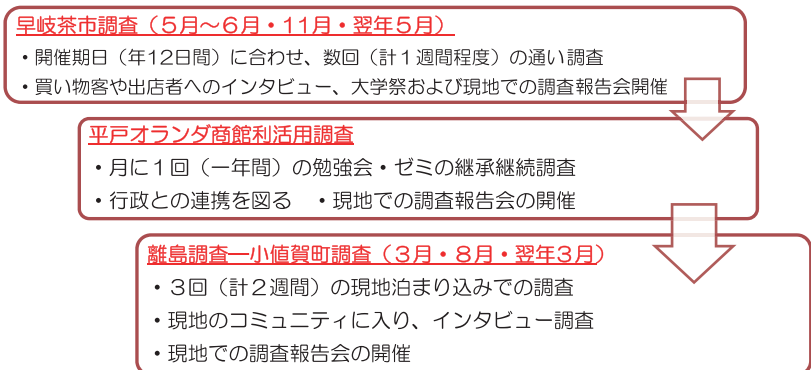 早岐茶市調査（５月～６月・11月・翌年５月）
・開催期日（年12日間）に合わせ、数回（計１週間程度）の通い調査
・買い物客や出店者へのインタビュー、大学祭および現地での調査報告会開催
平戸オランダ商館利活用調査
・月に１回（一年間）の勉強会・ゼミの継承継続調査
・行政との連携を図る　・現地での調査報告会の開催
離島調査―小値賀町調査（３月・８月・翌年３月）
・３回（計２週間）の現地泊まり込みでの調査
・現地のコミュニティに入り、インタビュー調査
・現地での調査報告会の開催